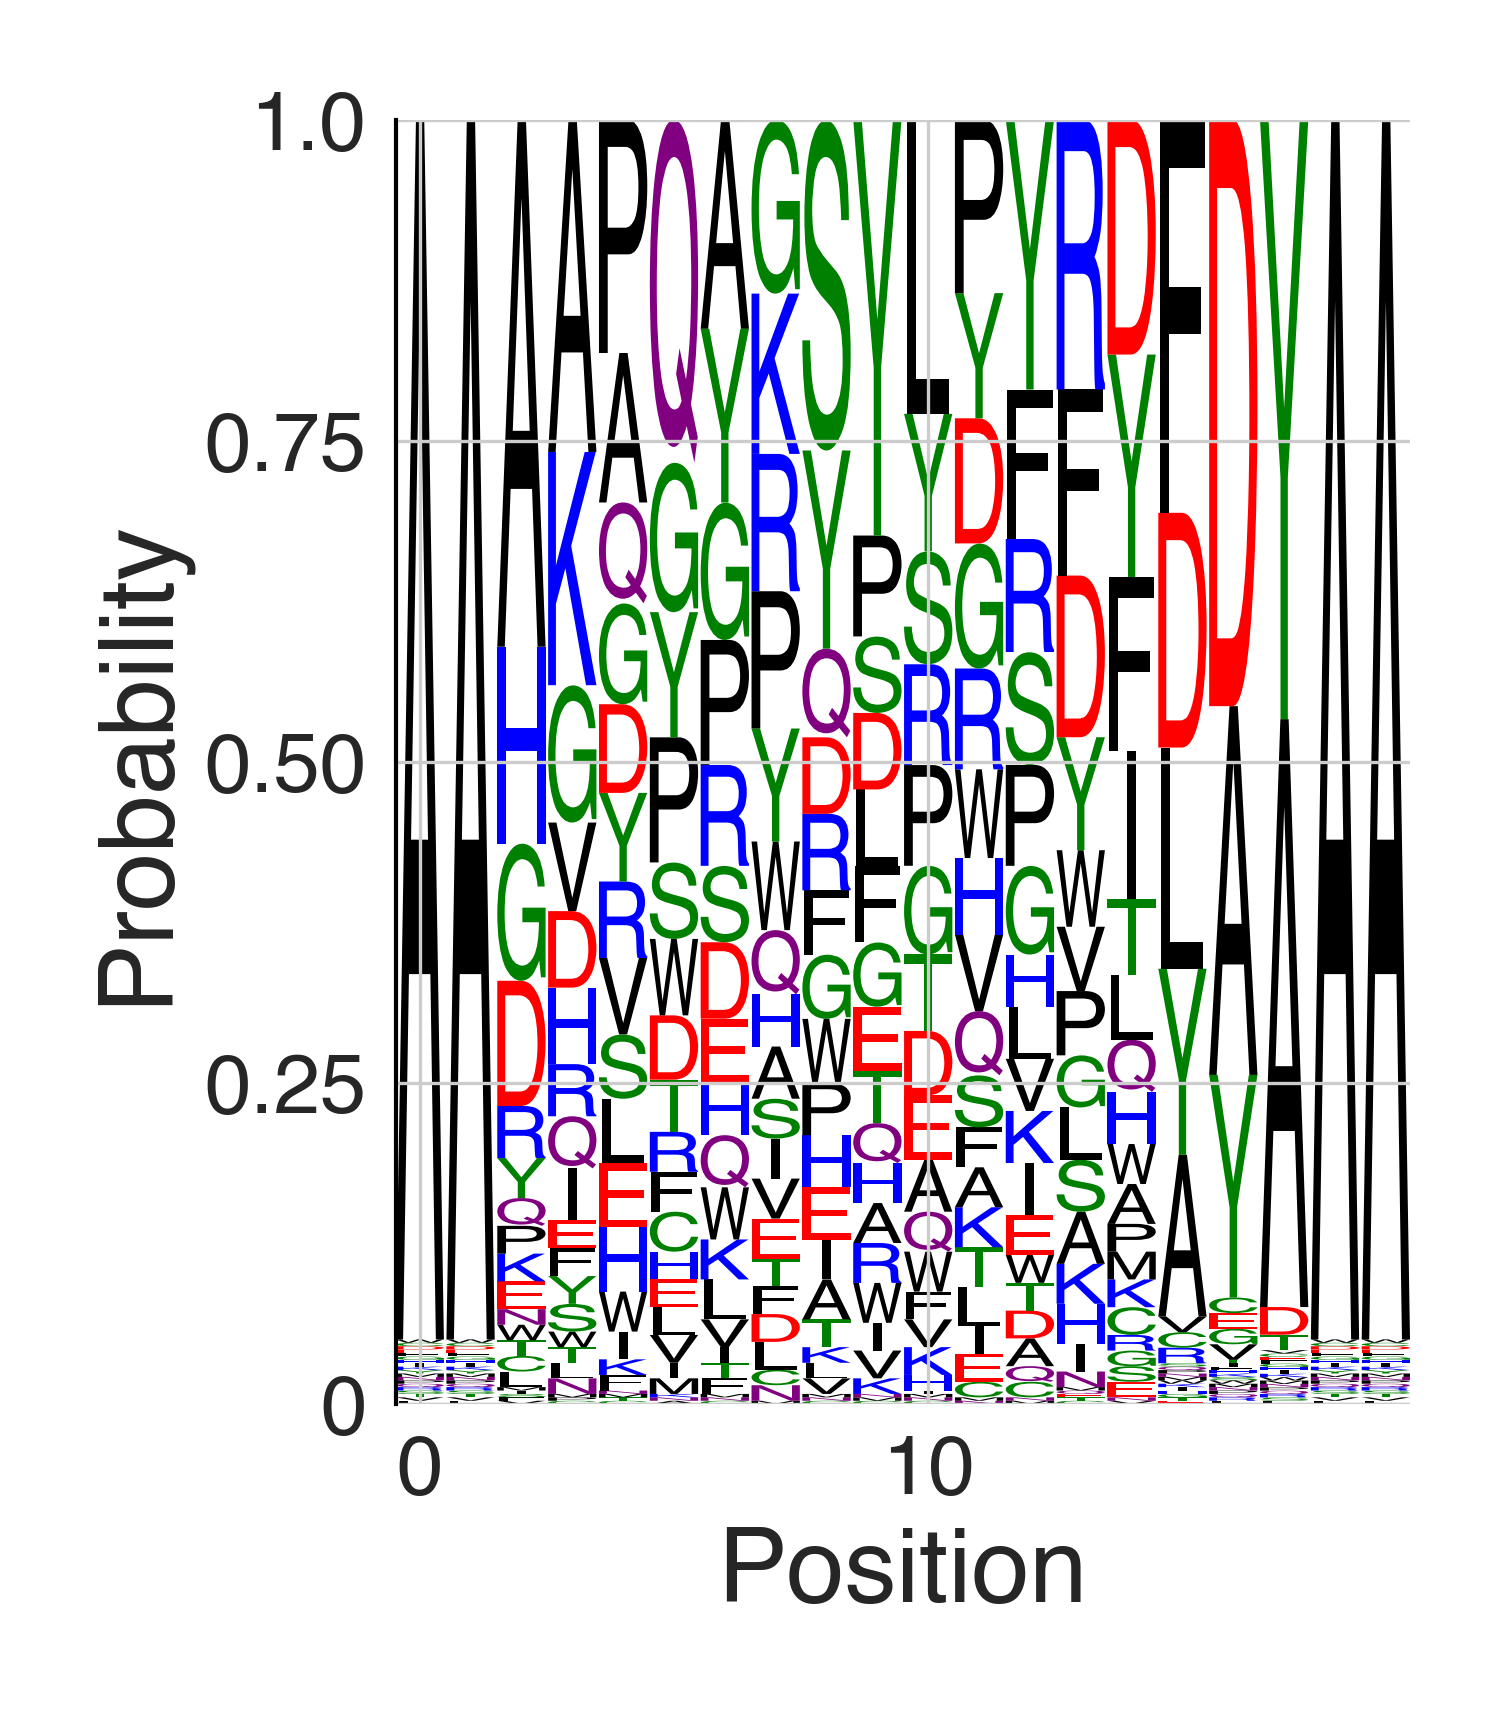 1.0
0.75
0.50
0.25
0
Probability
0
10
Position
A
A
A H G D R Y Q P K E N W T C L
A K G V D H R Q I E F Y S W T L N
P A Q G D Y R V S L E H W I K F
Q G Y P S W D T R F C H E L V I M
A Y G P R S D E H Q W K L V T F
G K R P Y W Q H A S I V E T F D L C N
S Y Q D R F G W P H E I A T K L V
Y P S D L F G E T Q H A R W I V K
L Y S R P G T D E A Q W F V K H
P Y D G R W H V Q S F A K T L I E C
Y F R S P G H L V K I E W T D A Q C
R F D Y W V P G L S A K H I N
D Y F I T L Q H W A P M K C R G S E
E D L Y A C R
D A Y C E G V
Y A D T
A
A